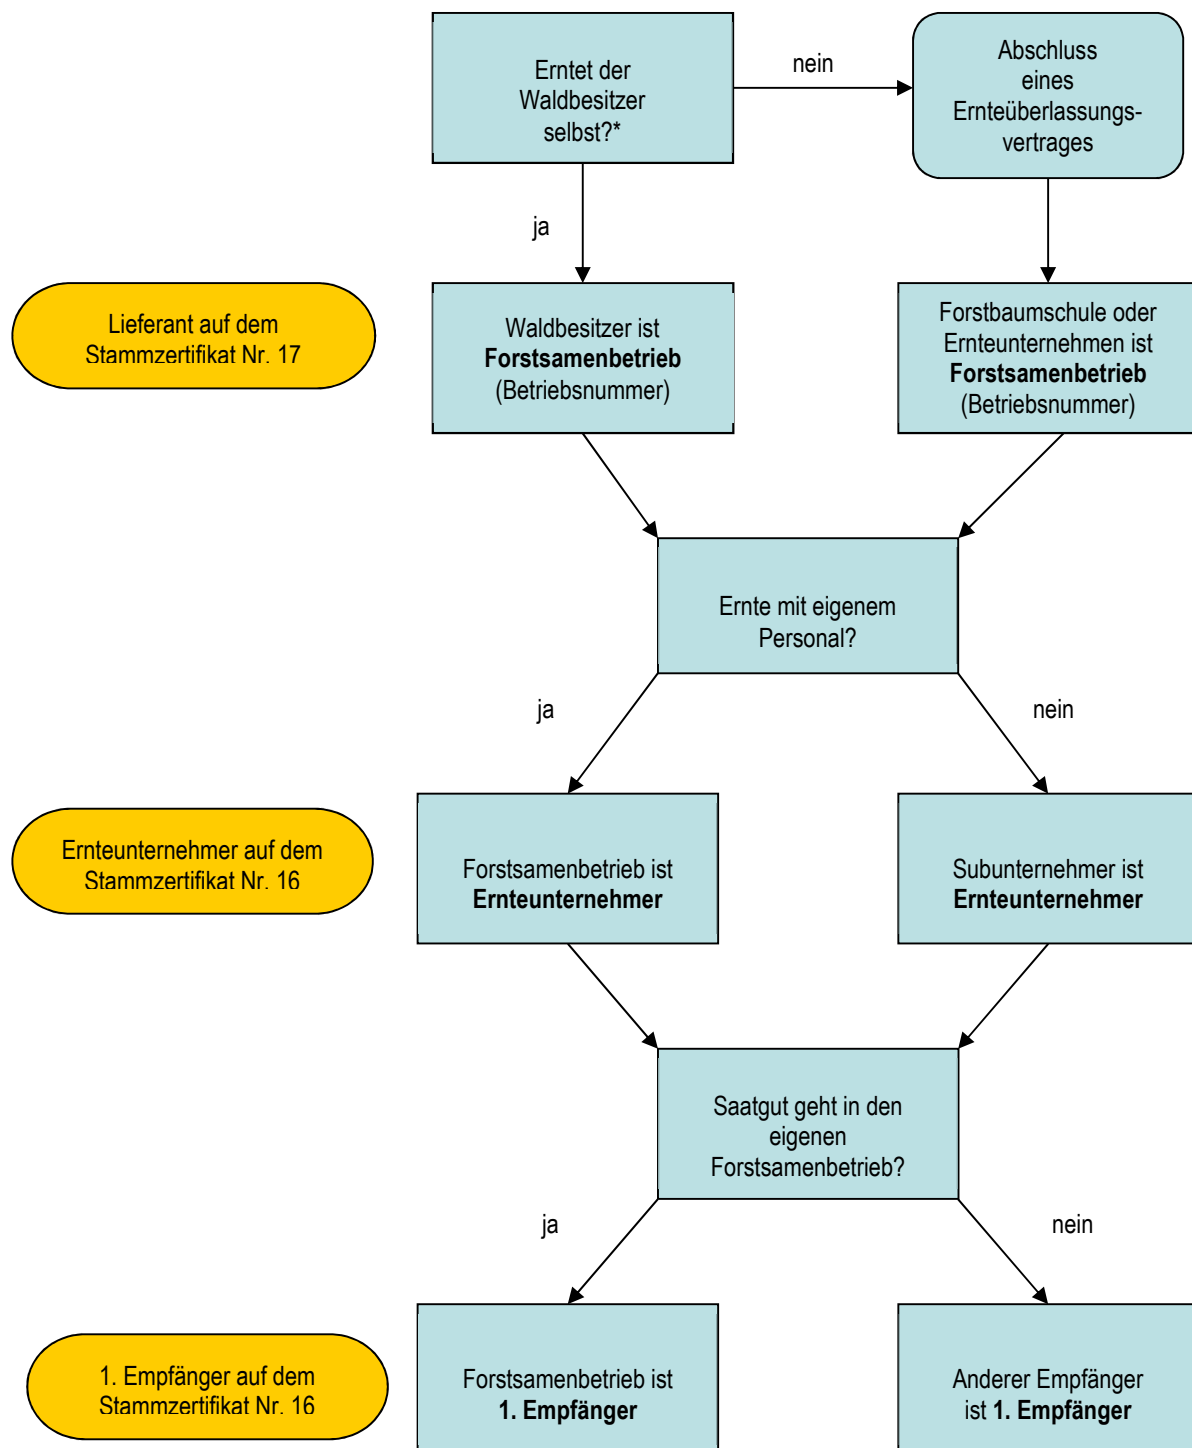 Erntet der
Waldbesitzer
selbst?*
nein
Abschluss
eines
Ernteüberlassungs-
vertrages
ja
Lieferant auf dem
Stammzertifikat Nr. 17
Waldbesitzer ist
Forstsamenbetrieb
(Betriebsnummer)
Forstbaumschule oder
Ernteunternehmen ist
Forstsamenbetrieb
(Betriebsnummer)
Ernte mit eigenem
Personal?
ja
nein
Ernteunternehmer auf dem
Stammzertifikat Nr. 16
Forstsamenbetrieb ist
Ernteunternehmer
Subunternehmer ist
Ernteunternehmer
Saatgut geht in den
eigenen
Forstsamenbetrieb?
ja
nein
1. Empfänger auf dem
Stammzertifikat Nr. 16
Forstsamenbetrieb ist
1. Empfänger
Anderer Empfänger
ist 1. Empfänger